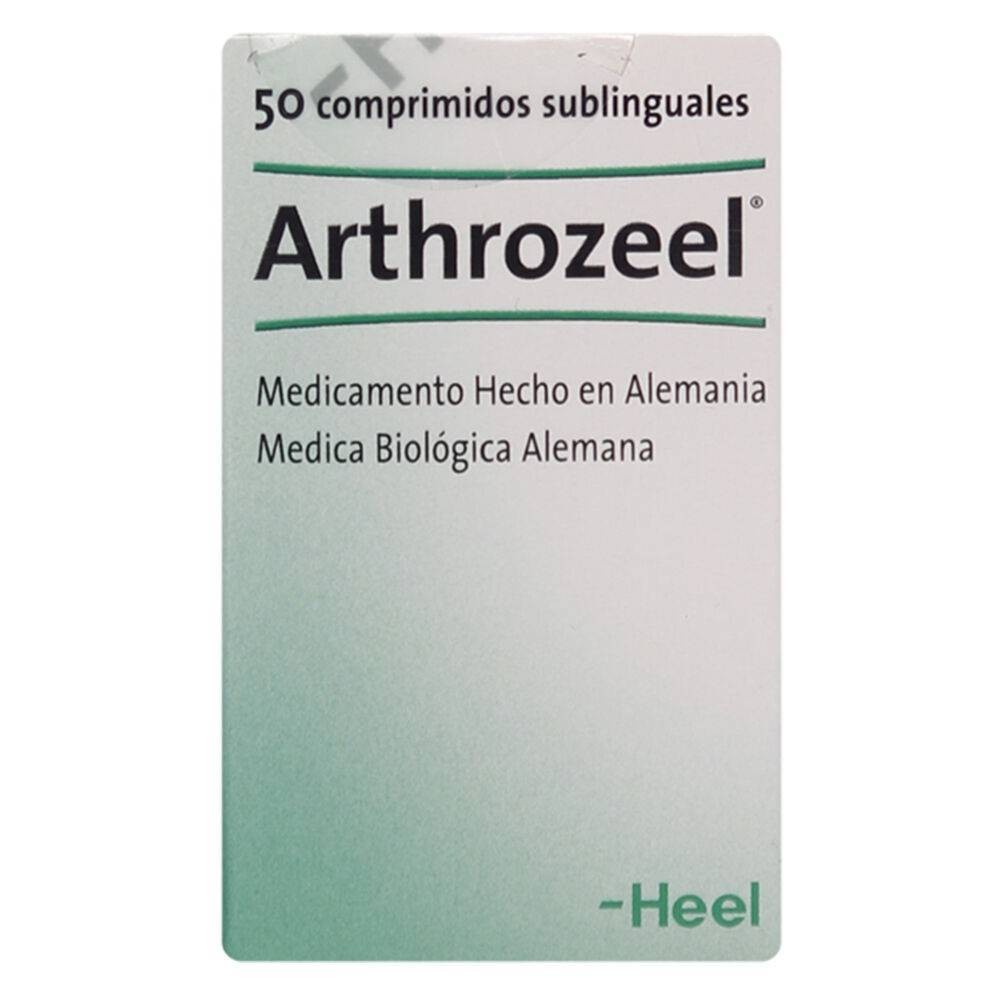 50 comprimidos sublinguales
Arthrozeel®
Medicamento Hecho en Alemania
Medica Biológica Alemana
-Heel